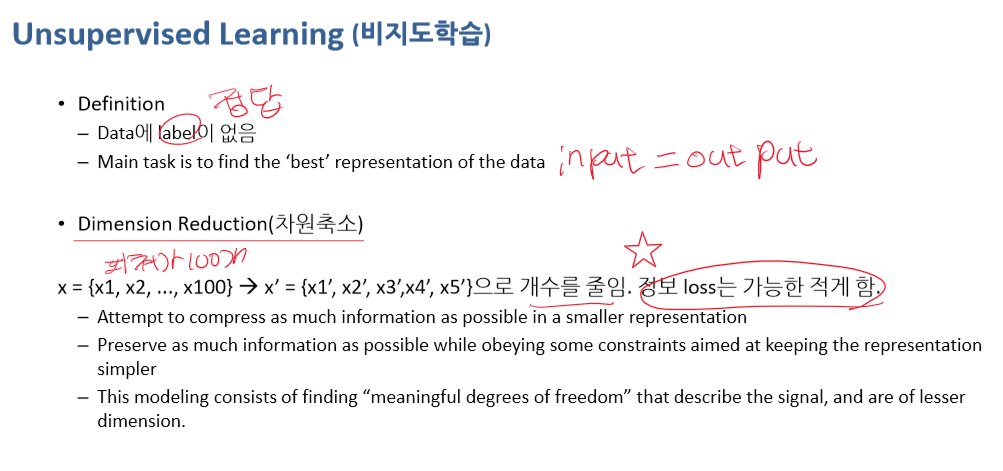 Unsupervised Learning (비지도학습)
• Definition
정답
– Data에 label이 없음
– Main task is to find the ‘best’ representation of the data
input = output
• Dimension Reduction(차원축소)
100개
x = {x1, x2, ..., x100} → x’ = {x1’, x2’, x3’,x4’, x5’}으로 개수를 줄임. 정보 loss는 가능한 적게 함.
– Attempt to compress as much information as possible in a smaller representation
– Preserve as much information as possible while obeying some constraints aimed at keeping the representation
simpler
– This modeling consists of finding “meaningful degrees of freedom” that describe the signal, and are of lesser
dimension.